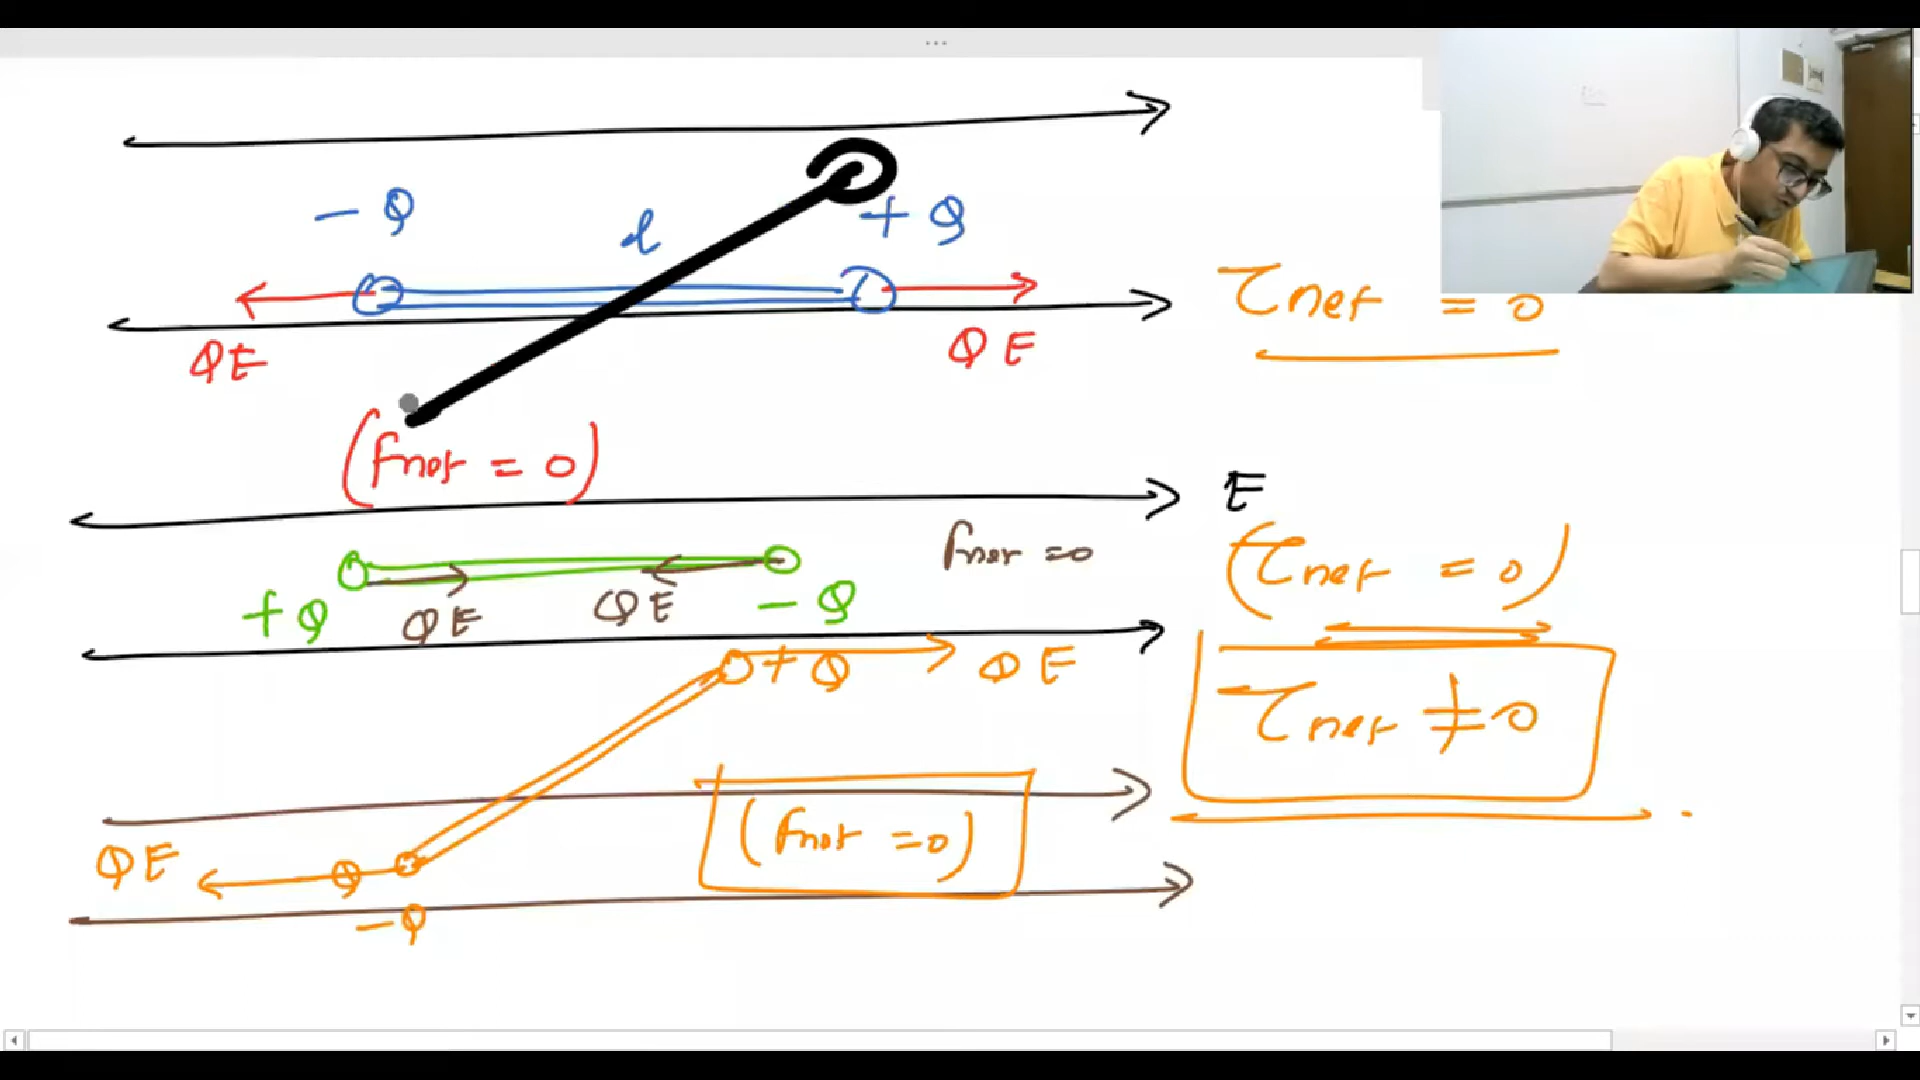 - Q l + Q
τnet = 0
QE QE
(Fnet = 0)
E
Fnet = 0
(τnet = 0)
+ Q QE QE - Q
+ Q QE
τnet ≠ 0
(Fnet = 0)
QE
- Q